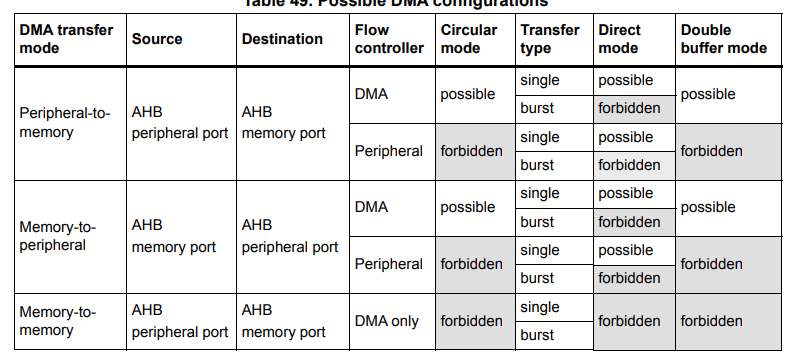 Table 49. Possible DMA configurations
DMA transfer mode Source Destination Flow controller Circular mode Transfer type Direct mode Double buffer mode
Peripheral-to-memory AHB peripheral port AHB memory port DMA possible single possible possible
burst forbidden
Peripheral forbidden single possible forbidden
burst forbidden
Memory-to-peripheral AHB memory port AHB peripheral port DMA possible single possible possible
burst forbidden
Peripheral forbidden single possible forbidden
burst forbidden
Memory-to-memory AHB peripheral port AHB memory port DMA only forbidden single forbidden forbidden
burst